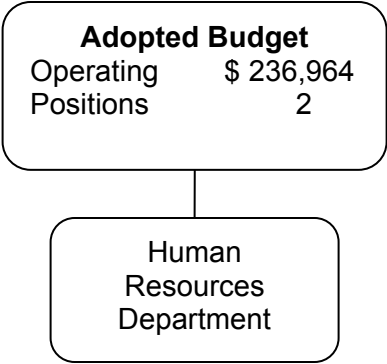 Adopted Budget
Operating $ 236,964
Positions 2
Human
Resources
Department